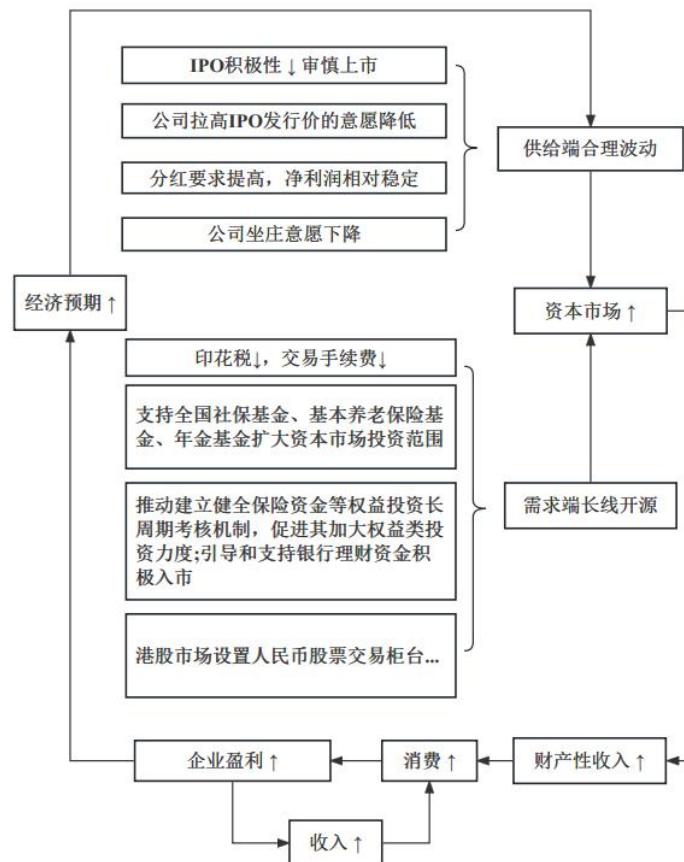 IPO积极性↓审慎上市
公司拉高IPO发行价的意愿降低
供给端合理波动
分红要求提高，净利润相对稳定
公司坐庄意愿下降
经济预期↑
资本市场↑
印花税↓，交易手续费↓
支持全国社保基金、基本养老保险基
金、年金基金扩大资本市场投资范围
推动建立健全保险资金等权益投资长
周期考核机制，促进其加大权益类投
资力度;引导和支持银行理财资金积
极入市
需求端长线开源
港股市场设置人民币股票交易柜台...
企业盈利↑
消费↑
财产性收入↑
收入↑